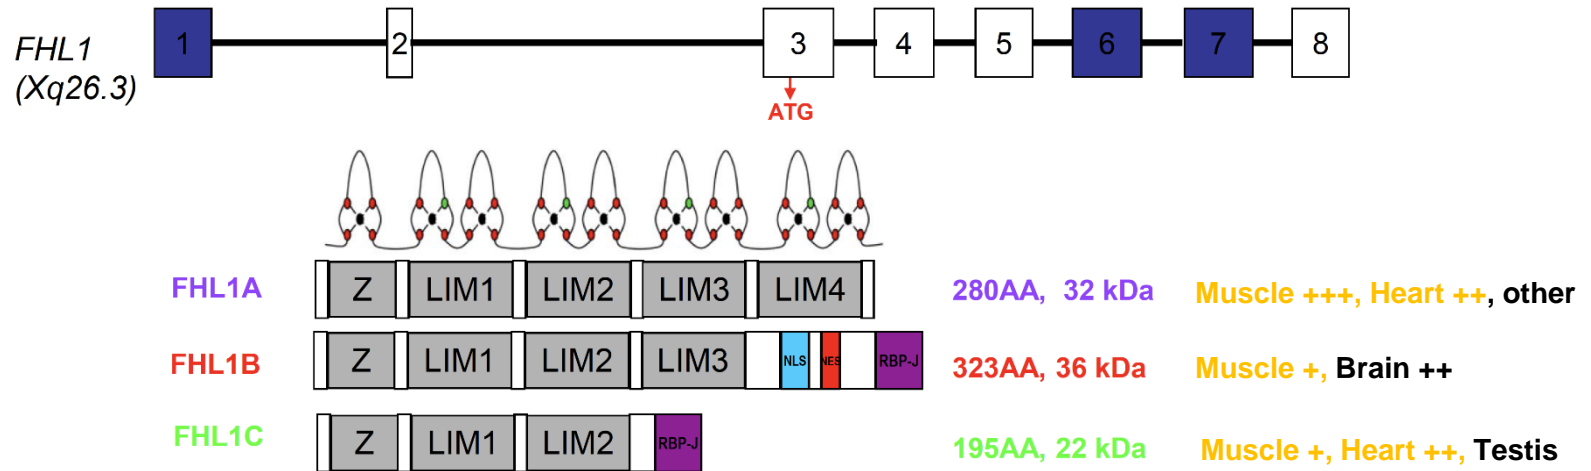 FHL1
(Xq26.3)
1 2 3 4 5 6 7 8
ATG
FHL1A Z LIM1 LIM2 LIM3 LIM4 280AA, 32 kDa Muscle +++, Heart ++, other
FHL1B Z LIM1 LIM2 LIM3 NLS NES RBP-J 323AA, 36 kDa Muscle +, Brain ++
FHL1C Z LIM1 LIM2 RBP-J 195AA, 22 kDa Muscle +, Heart ++, Testis